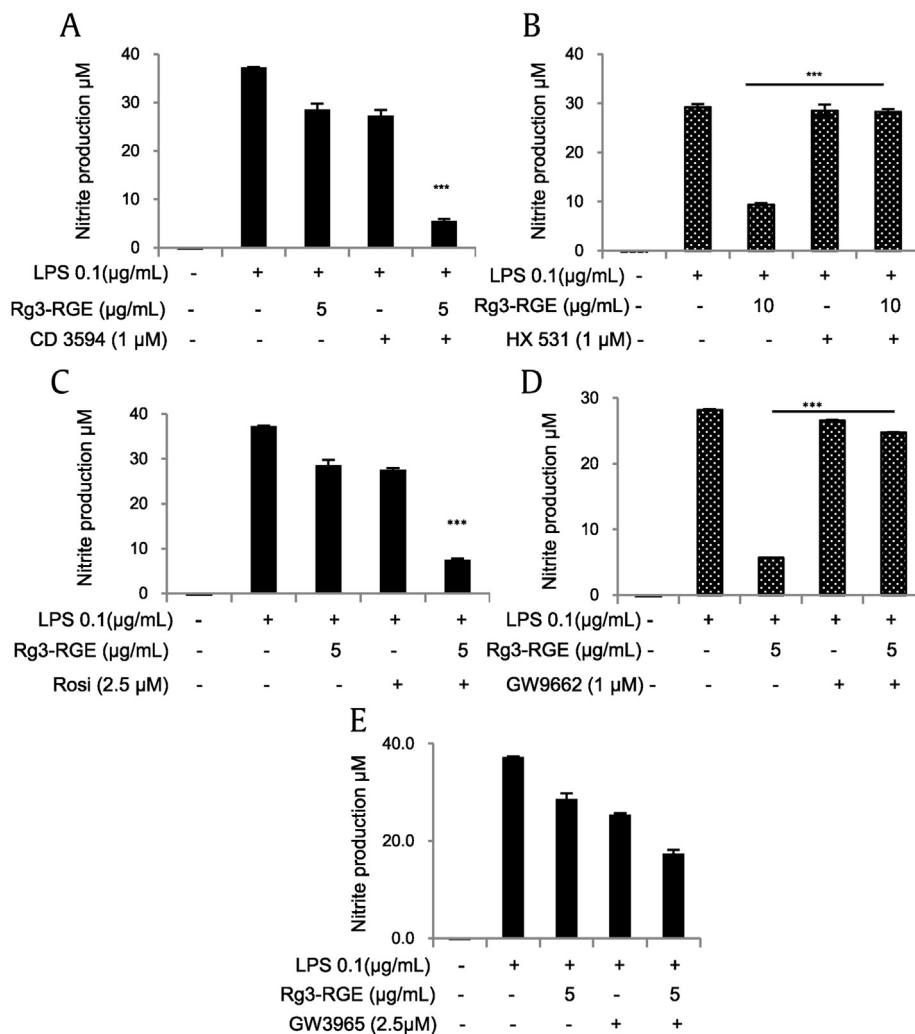 A
Nitrite production µM
40
30
20
10
0
***
LPS 0.1(µg/mL) - + + + +
Rg3-RGE (µg/mL) - - 5 - 5
CD 3594 (1 µM) - - - + +
B
Nitrite production µM
40
30
20
10
0
***
LPS 0.1(µg/mL) - + + + +
Rg3-RGE (µg/mL) - - 10 - 10
HX 531 (1 µM) - - - + +
C
Nitrite production µM
40
30
20
10
0
***
LPS 0.1(µg/mL) - + + + +
Rg3-RGE (µg/mL) - - 5 - 5
Rosi (2.5 µM) - - - + +
D
Nitrite production µM
30
20
10
0
***
LPS 0.1(µg/mL) - + + + +
Rg3-RGE (µg/mL) - - 5 - 5
GW9662 (1 µM) - - - + +
E
Nitrite production µM
40.0
20.0
0.0
LPS 0.1(µg/mL) - + + + +
Rg3-RGE (µg/mL) - - 5 - 5
GW3965 (2.5µM) - - - + +